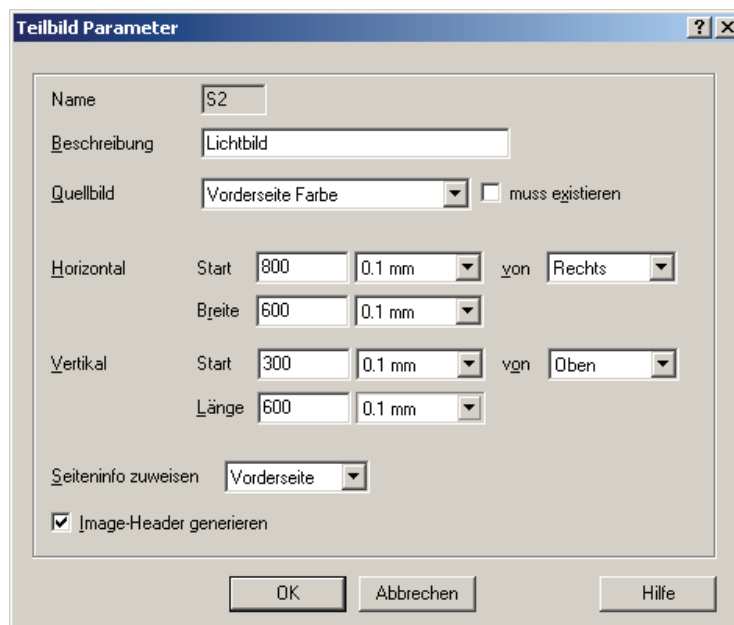 Teilbild Parameter
Name S2
Beschreibung Lichtbild
Quellbild Vorderseite Farbe muss existieren
Horizontal Start 800 0.1 mm von Rechts
Breite 600 0.1 mm
Vertikal Start 300 0.1 mm von Oben
Länge 600 0.1 mm
Seiteninfo zuweisen Vorderseite
Image-Header generieren
OK Abbrechen Hilfe